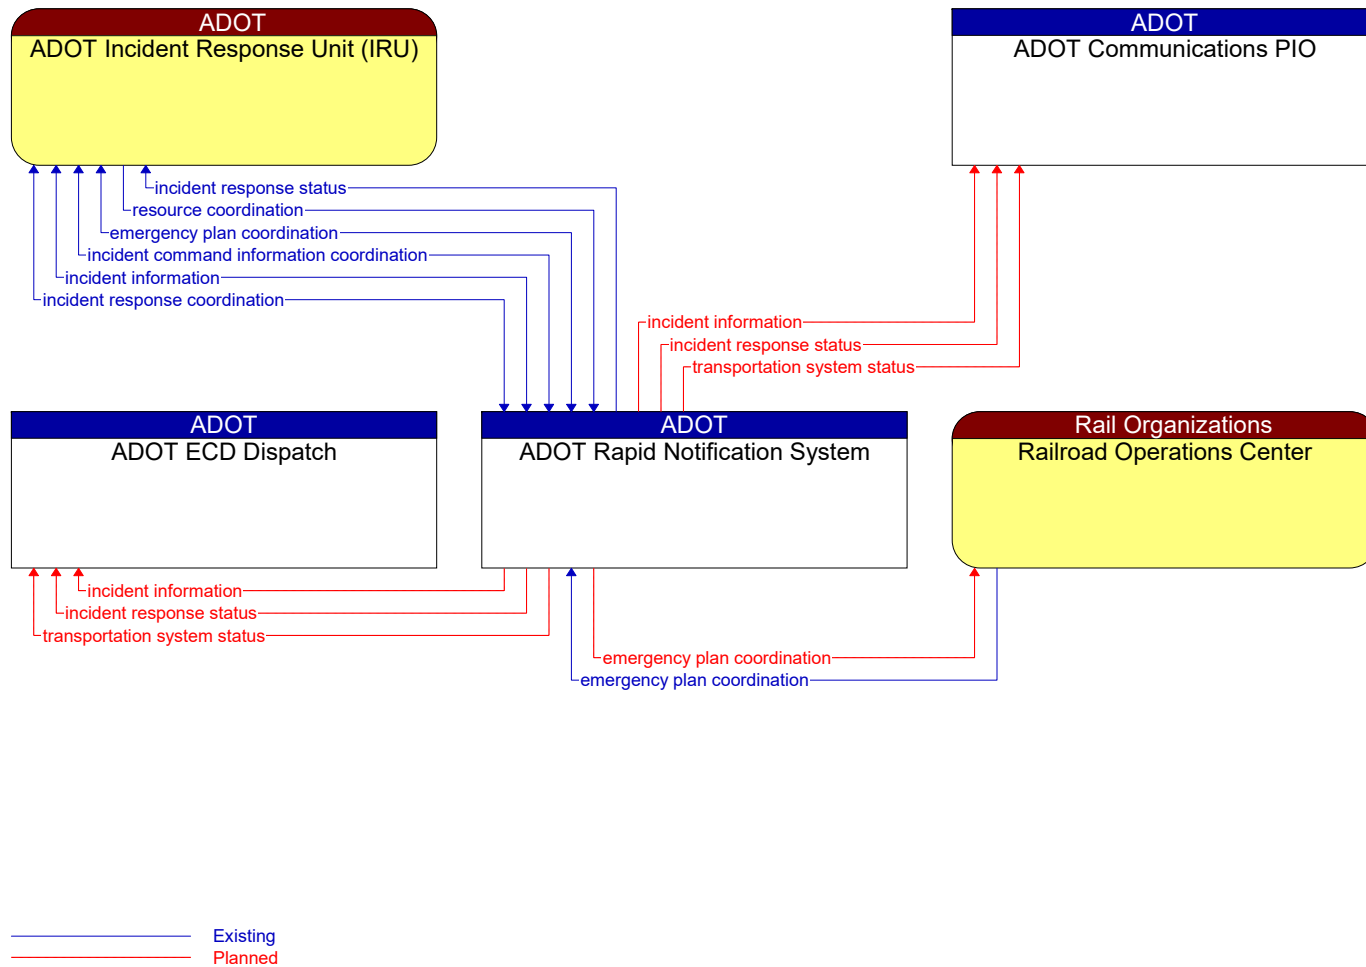 ADOT
ADOT Incident Response Unit (IRU)
ADOT
ADOT Communications PIO
incident response status
resource coordination
emergency plan coordination
incident command information coordination
incident information
incident response coordination
incident information
incident response status
transportation system status
ADOT
ADOT ECD Dispatch
ADOT
ADOT Rapid Notification System
Rail Organizations
Railroad Operations Center
incident information
incident response status
transportation system status
emergency plan coordination
emergency plan coordination
Existing
Planned